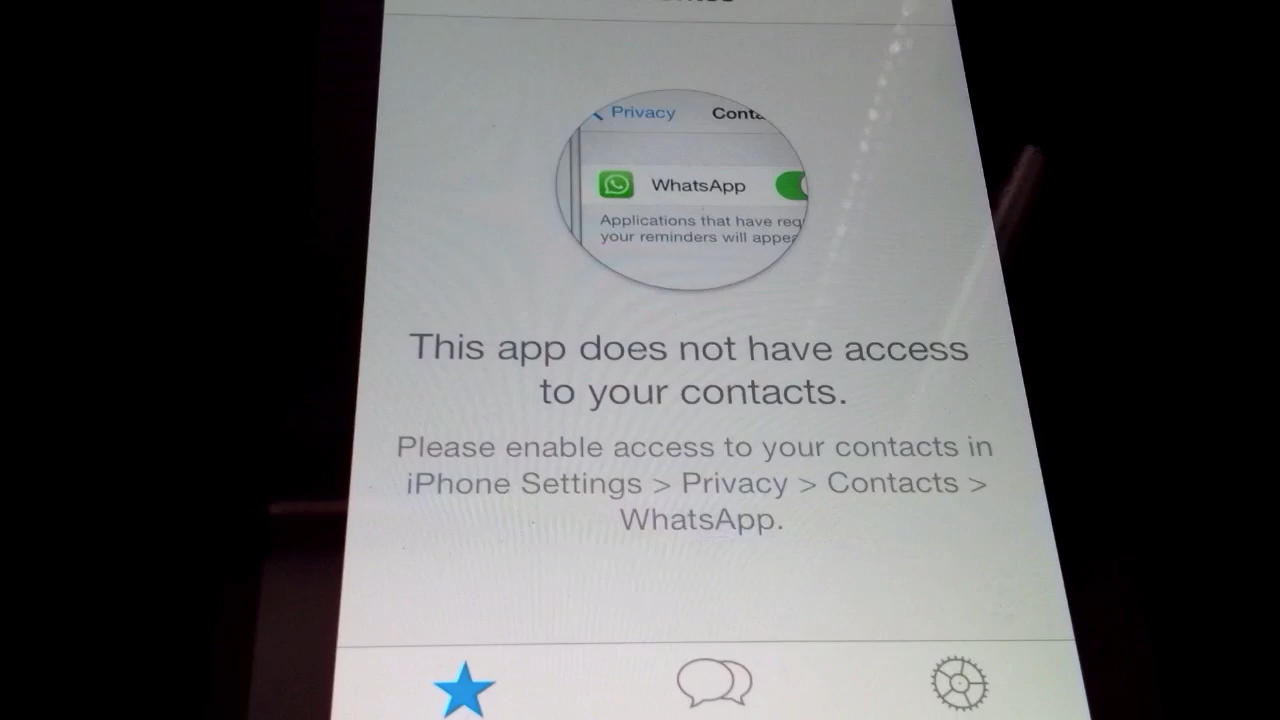 Privacy Conta
WhatsApp
Applications that have req
your reminders will appea
This app does not have access
to your contacts.
Please enable access to your contacts in
iPhone Settings > Privacy > Contacts >
WhatsApp.